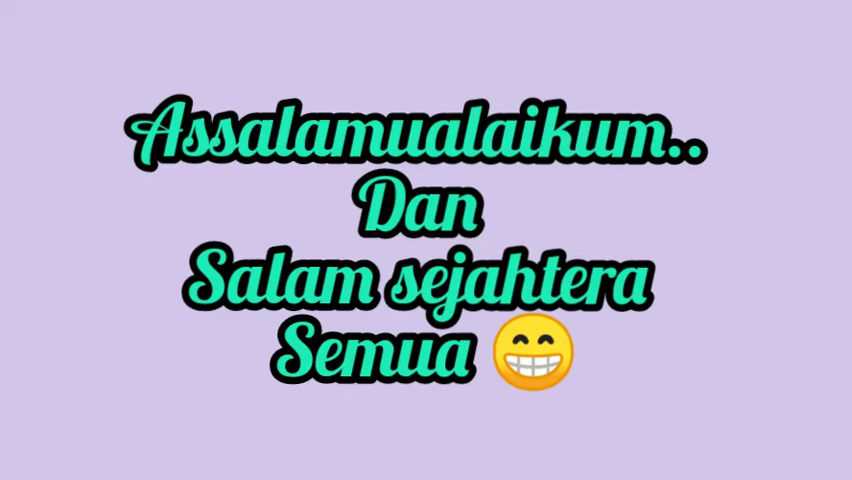 Assalamualaikum..
Dan
Salam sejahtera
Semua 😁